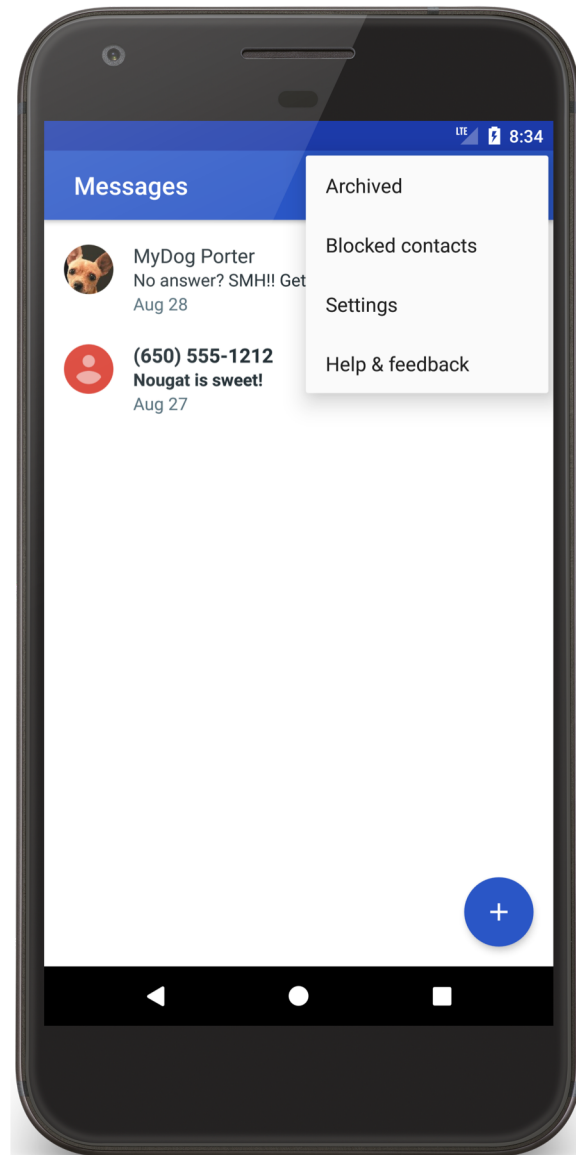 LTE 8:34
Messages
Archived
Blocked contacts
Settings
Help & feedback
MyDog Porter
No answer? SMH!! Get
Aug 28
(650) 555-1212
Nougat is sweet!
Aug 27
+